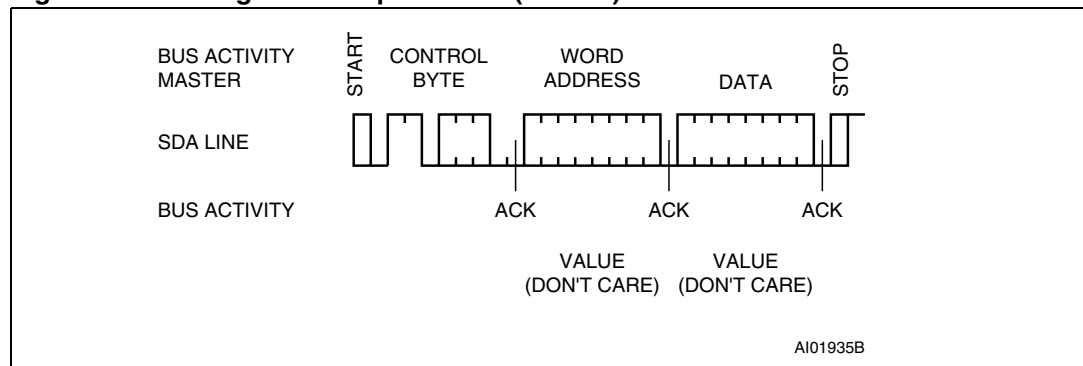 BUS ACTIVITY
MASTER
START
CONTROL
BYTE
WORD
ADDRESS
DATA
STOP
SDA LINE
BUS ACTIVITY
ACK
ACK
ACK
VALUE
(DON'T CARE)
VALUE
(DON'T CARE)
AI01935B